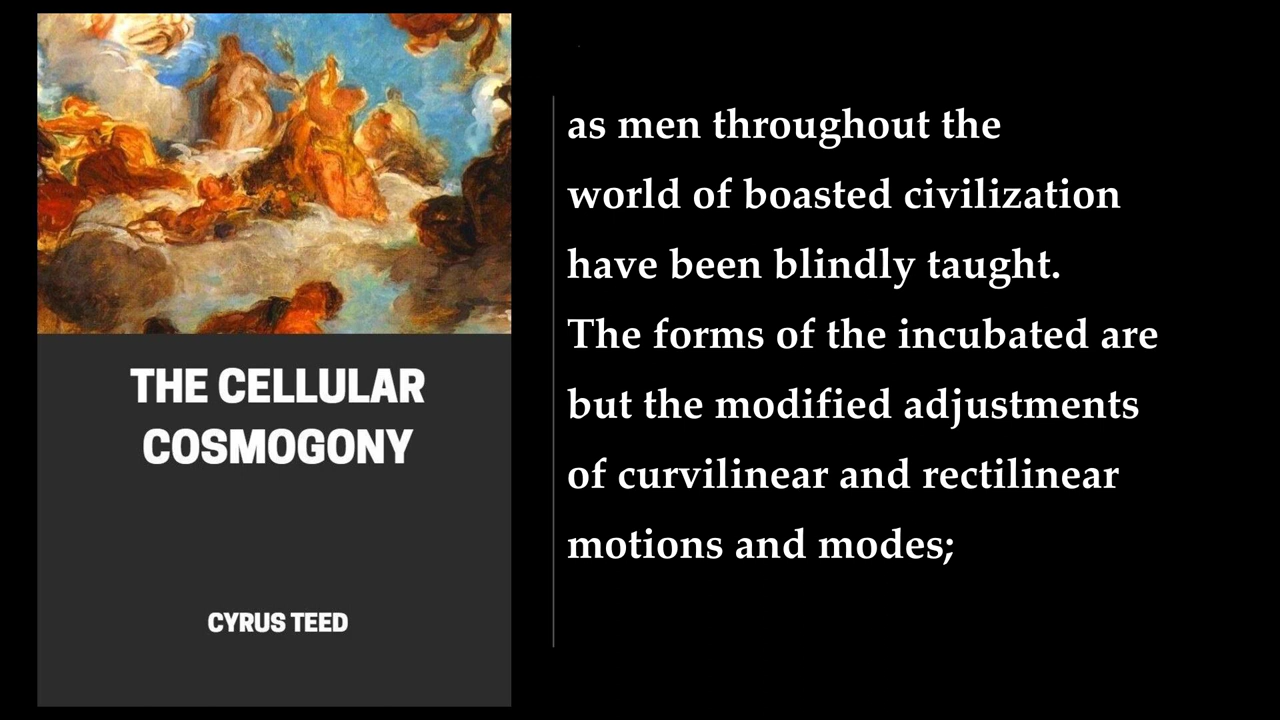 THE CELLULAR
COSMOGONY
CYRUS TEED
as men throughout the
world of boasted civilization
have been blindly taught.
The forms of the incubated are
but the modified adjustments
of curvilinear and rectilinear
motions and modes;